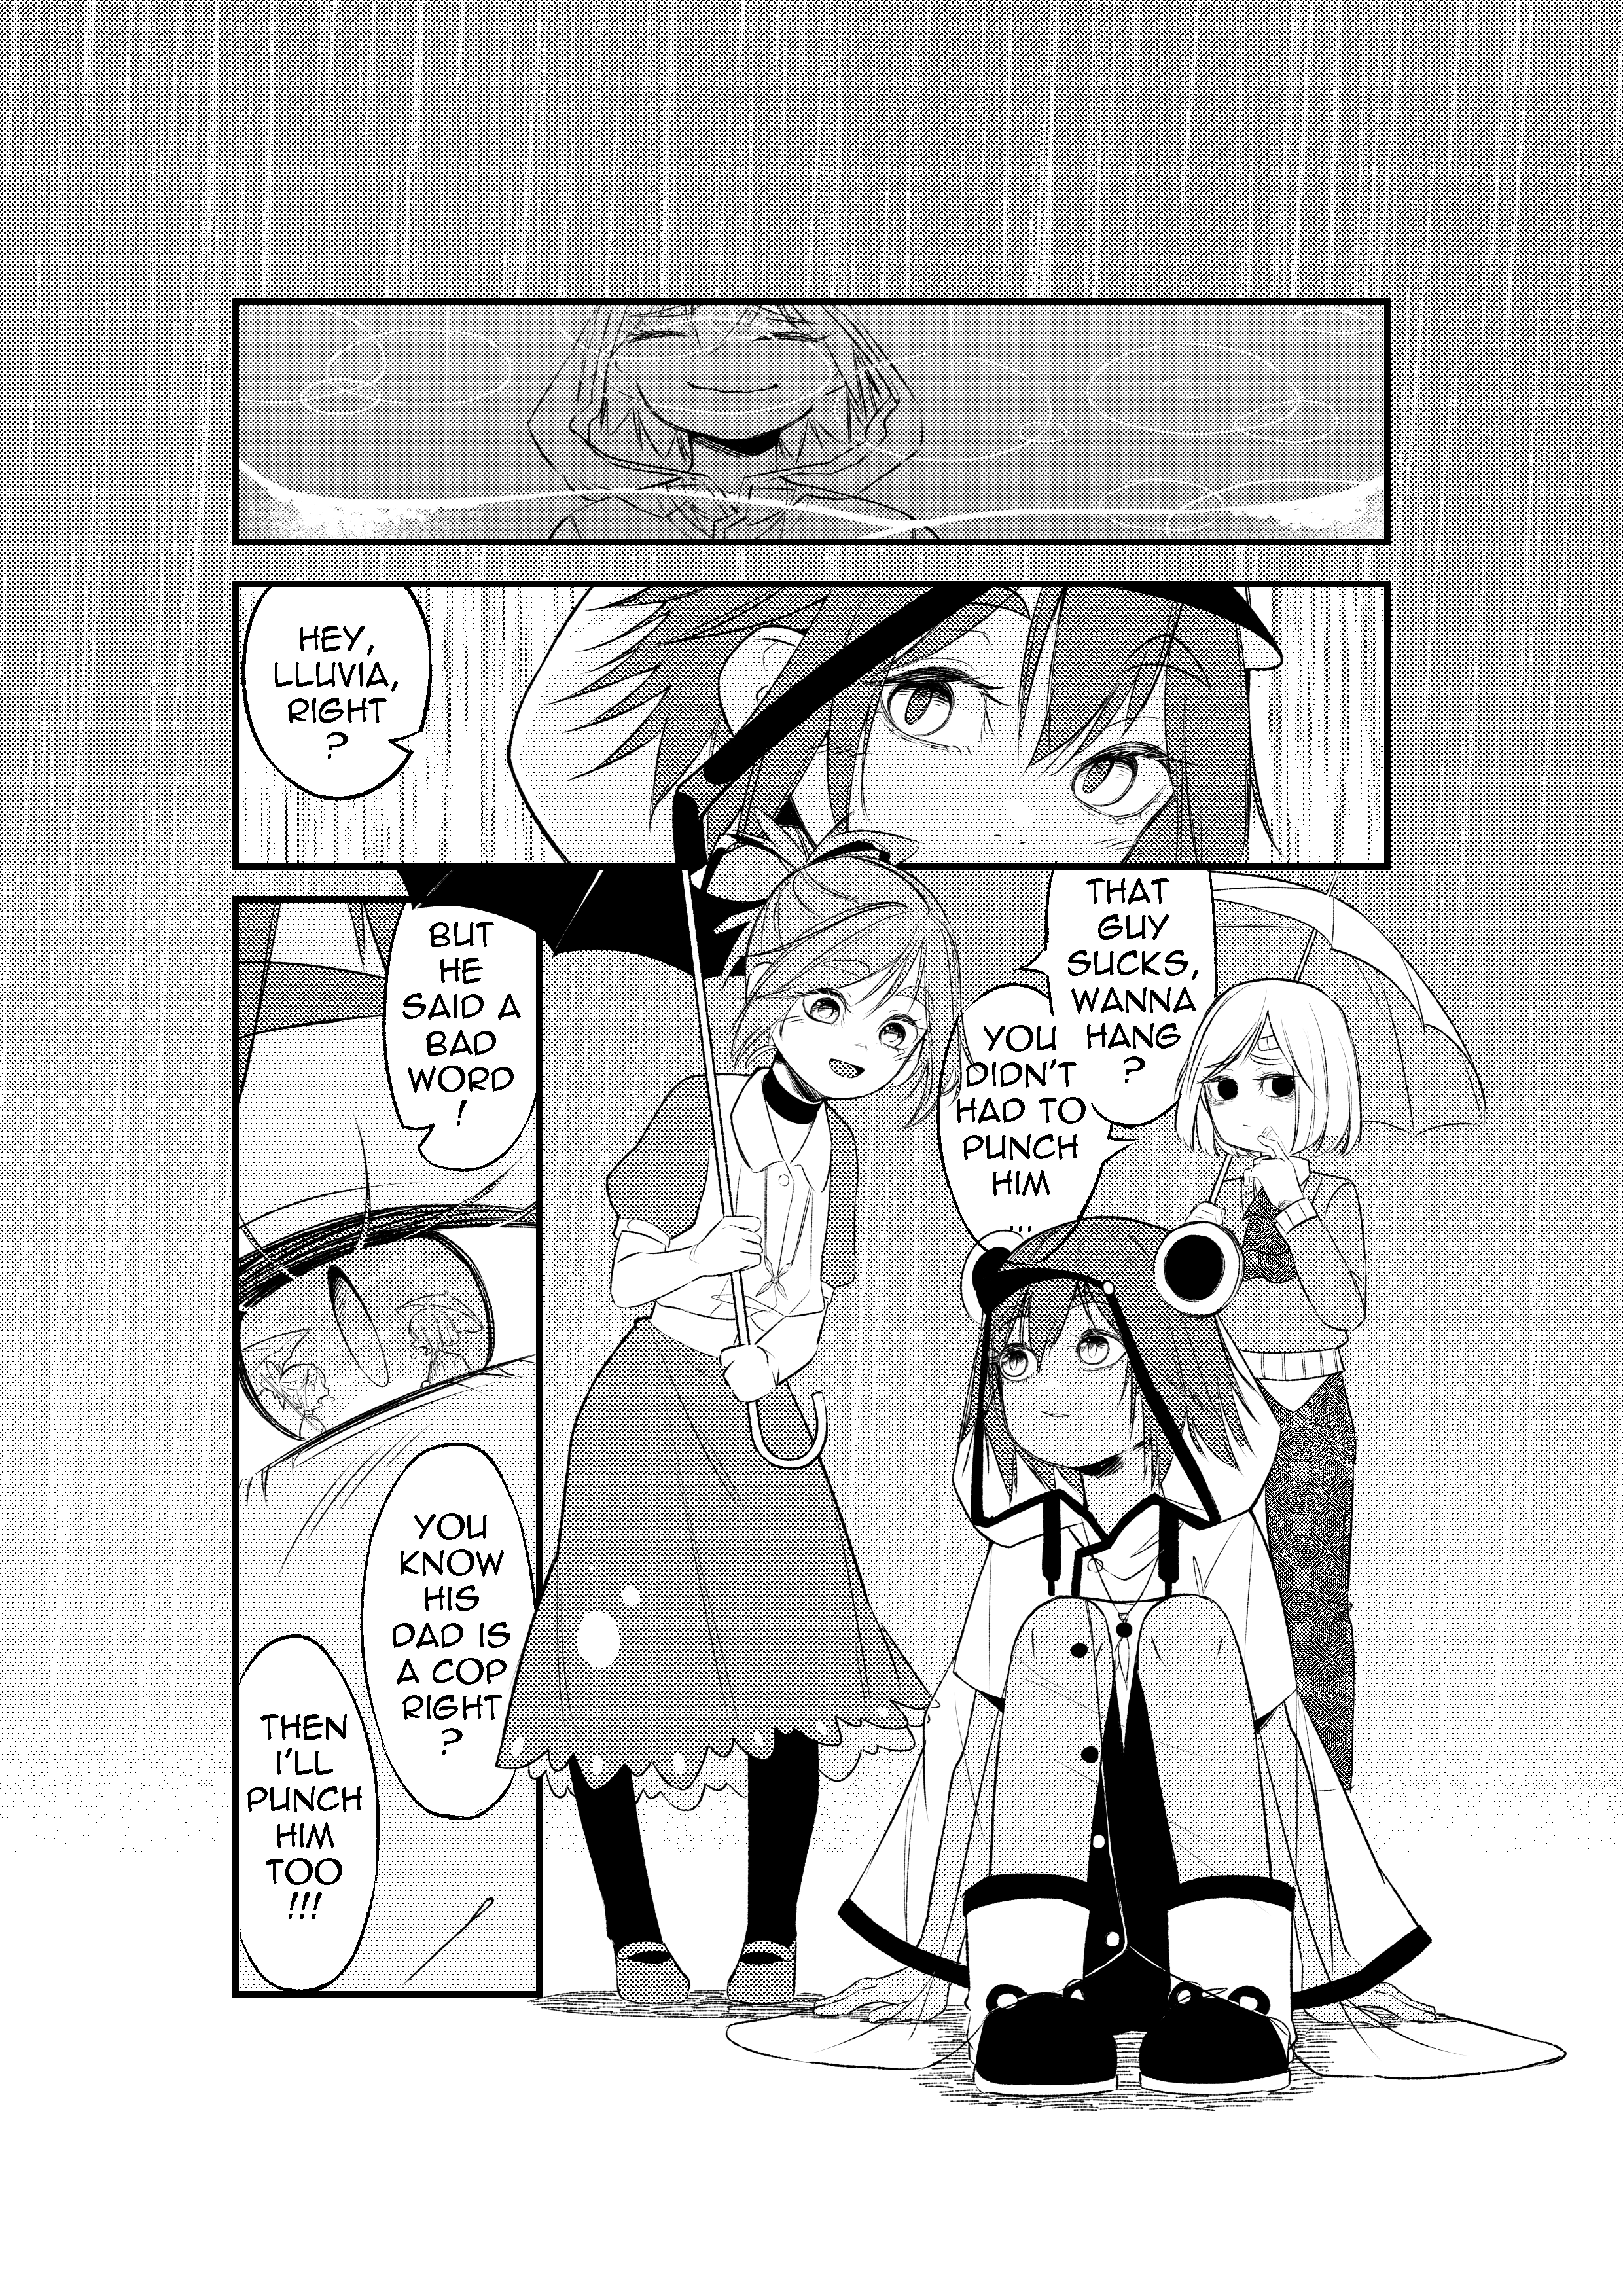 HEY,
LLUVIA,
RIGHT
?
THAT
GUY
SUCKS,
WANNA
HANG
?
YOU
DIDN'T
HAD TO
PUNCH
HIM
...
BUT
HE
SAID A
BAD
WORD
!
YOU
KNOW
HIS
DAD IS
A COP
RIGHT
?
THEN
I'LL
PUNCH
HIM
TOO
!!!